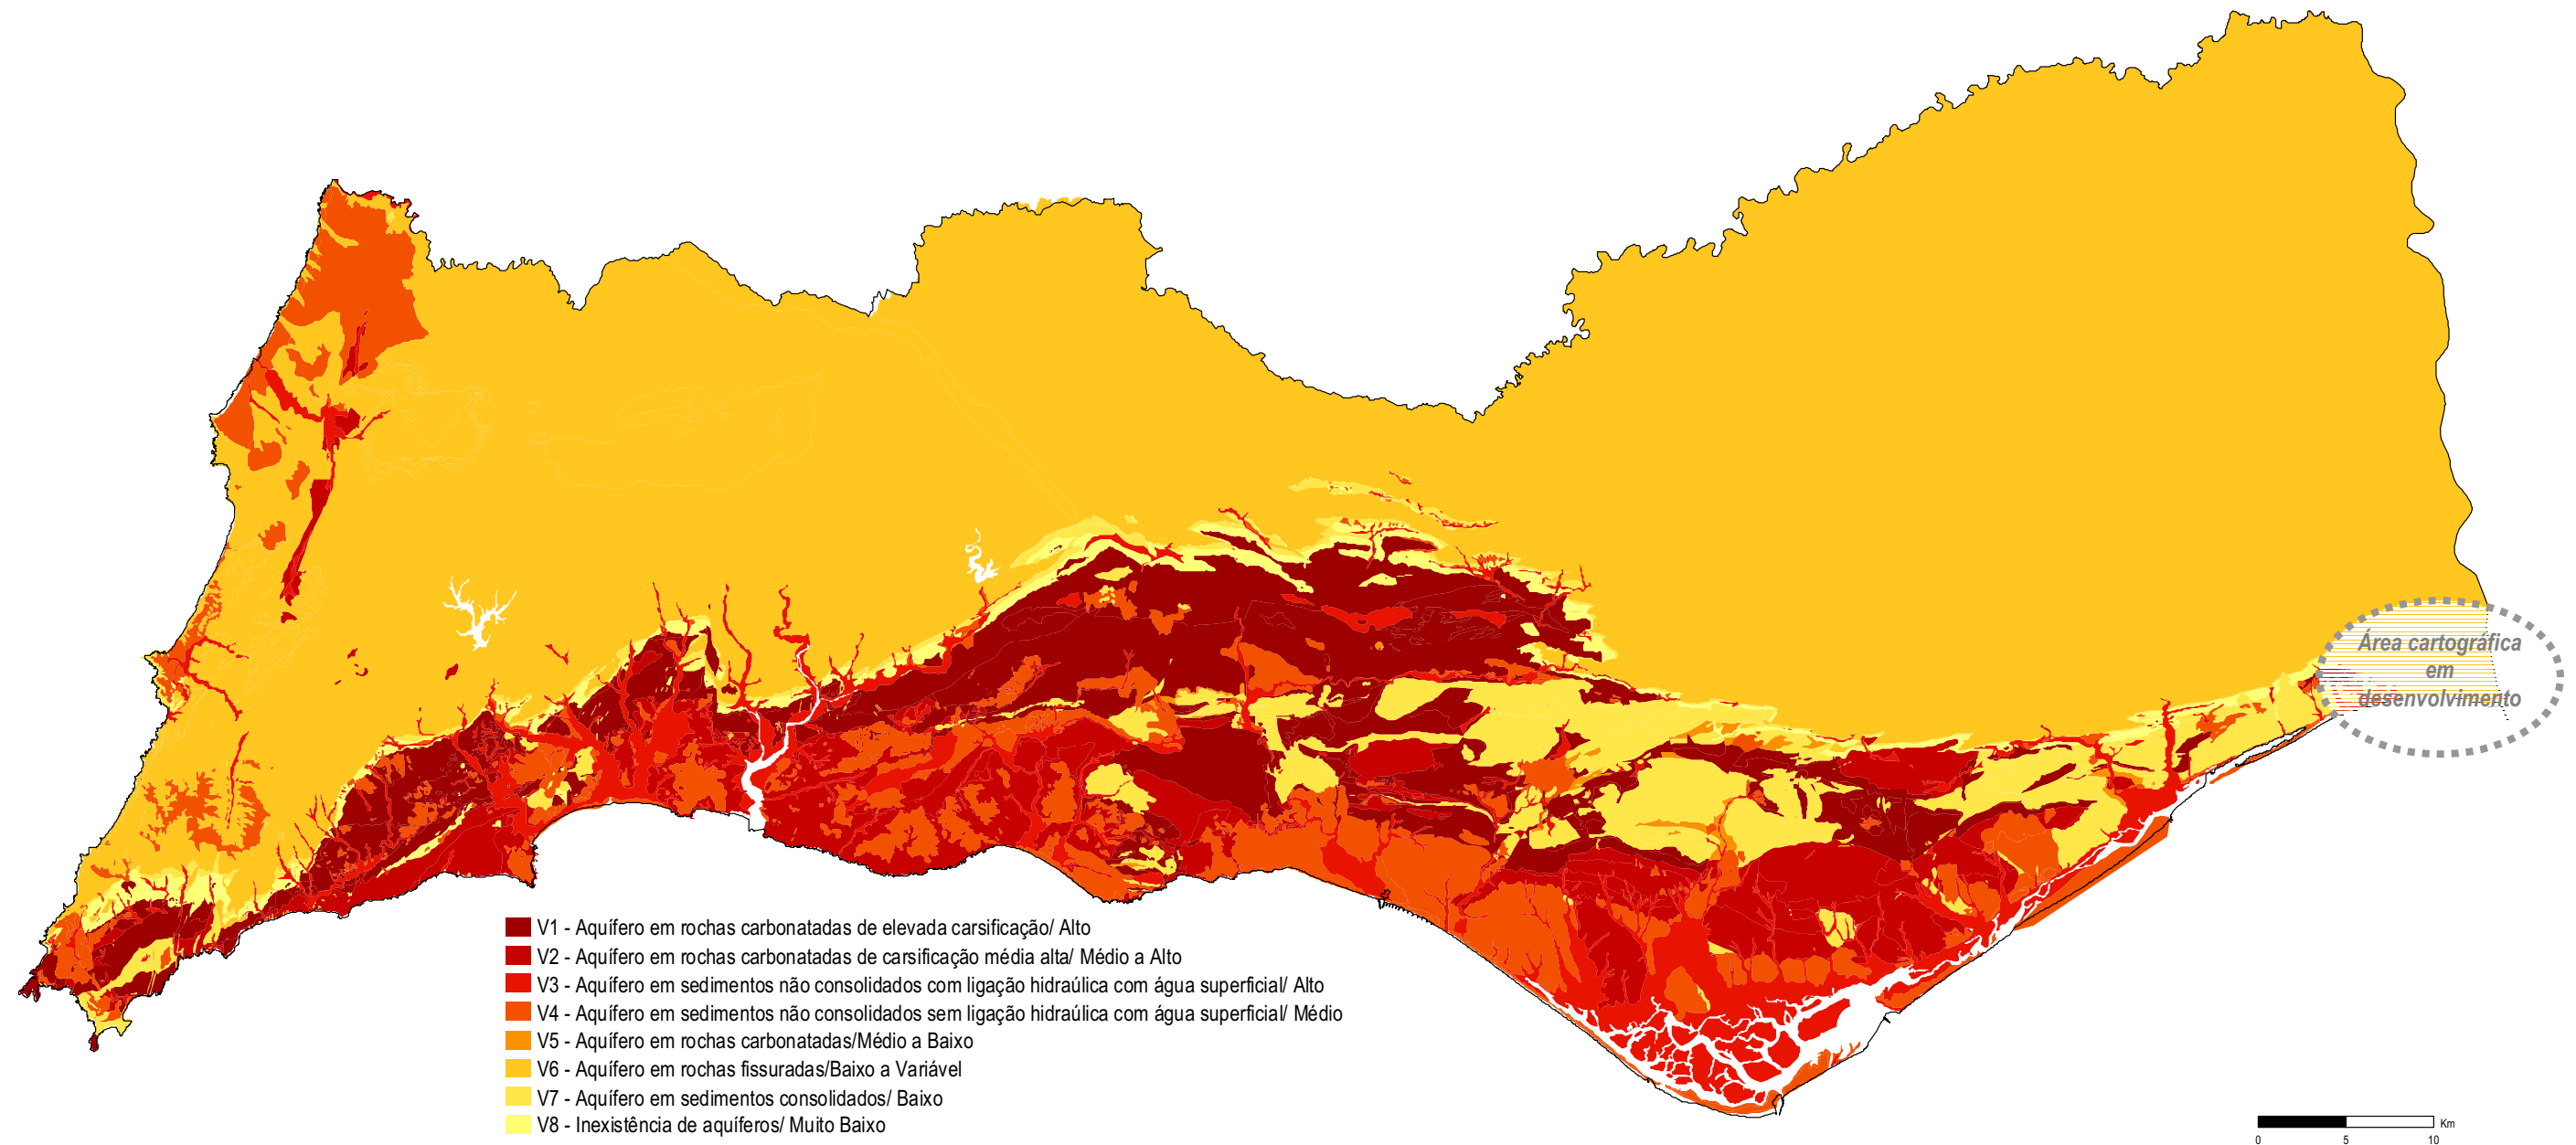 Área cartográfica
em
desenvolvimento
V1 - Aquífero em rochas carbonatadas de elevada carsificação/ Alto
V2 - Aquífero em rochas carbonatadas de carsificação média alta/ Médio a Alto
V3 - Aquífero em sedimentos não consolidados com ligação hidraúlica com água superficial/ Alto
V4 - Aquífero em sedimentos não consolidados sem ligação hidraúlica com água superficial/ Médio
V5 - Aquífero em rochas carbonatadas/Médio a Baixo
V6 - Aquífero em rochas fissuradas/Baixo a Variável
V7 - Aquífero em sedimentos consolidados/ Baixo
V8 - Inexistência de aquíferos/ Muito Baixo
Km
0 5 10